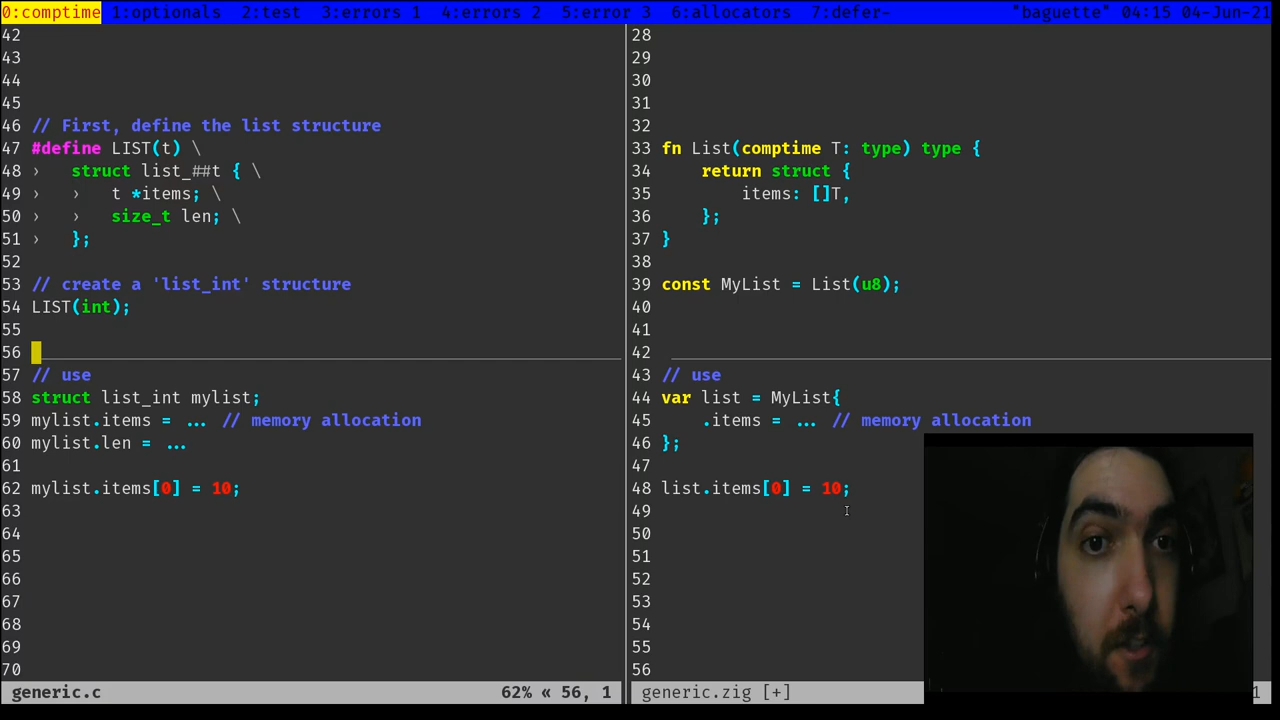 0:comptime 1:optionals 2:test 3:errors 1 4:errors 2 5:error 3 6:allocators 7:defer- "baguette" 04:15 04-Jun-21
42
43
44
45
46 // First, define the list structure
47 #define LIST(t) \
48 › struct list_##t { \
49 › › t *items; \
50 › › size_t len; \
51 › };
52
53 // create a 'list_int' structure
54 LIST(int);
55
56
57 // use
58 struct list_int mylist;
59 mylist.items = ... // memory allocation
60 mylist.len = ...
61
62 mylist.items[0] = 10;
63
64
65
66
67
68
69
70
generic.c 62% « 56, 1
28
29
30
31
32
33 fn List(comptime T: type) type {
34 return struct {
35 items: []T,
36 };
37 }
38
39 const MyList = List(u8);
40
41
42
43 // use
44 var list = MyList{
45 .items = ... // memory allocation
46 };
47
48 list.items[0] = 10;
49
50
51
52
53
54
55
56
generic.zig [+] 1